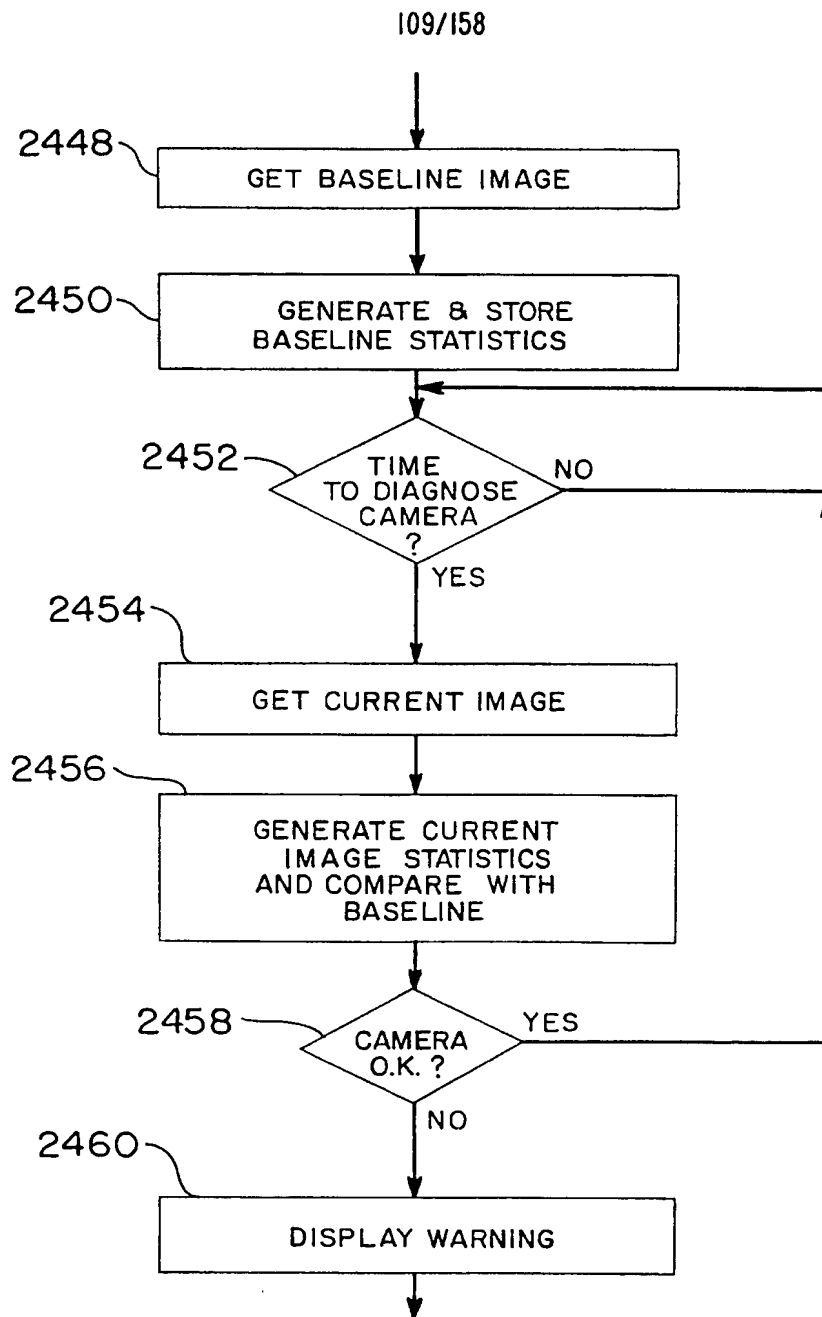 109/158
2448
GET BASELINE IMAGE
2450
GENERATE & STORE
BASELINE STATISTICS
2452
TIME
TO DIAGNOSE
CAMERA
?
NO
YES
2454
GET CURRENT IMAGE
2456
GENERATE CURRENT
IMAGE STATISTICS
AND COMPARE WITH
BASELINE
2458
CAMERA
O.K. ?
YES
NO
2460
DISPLAY WARNING